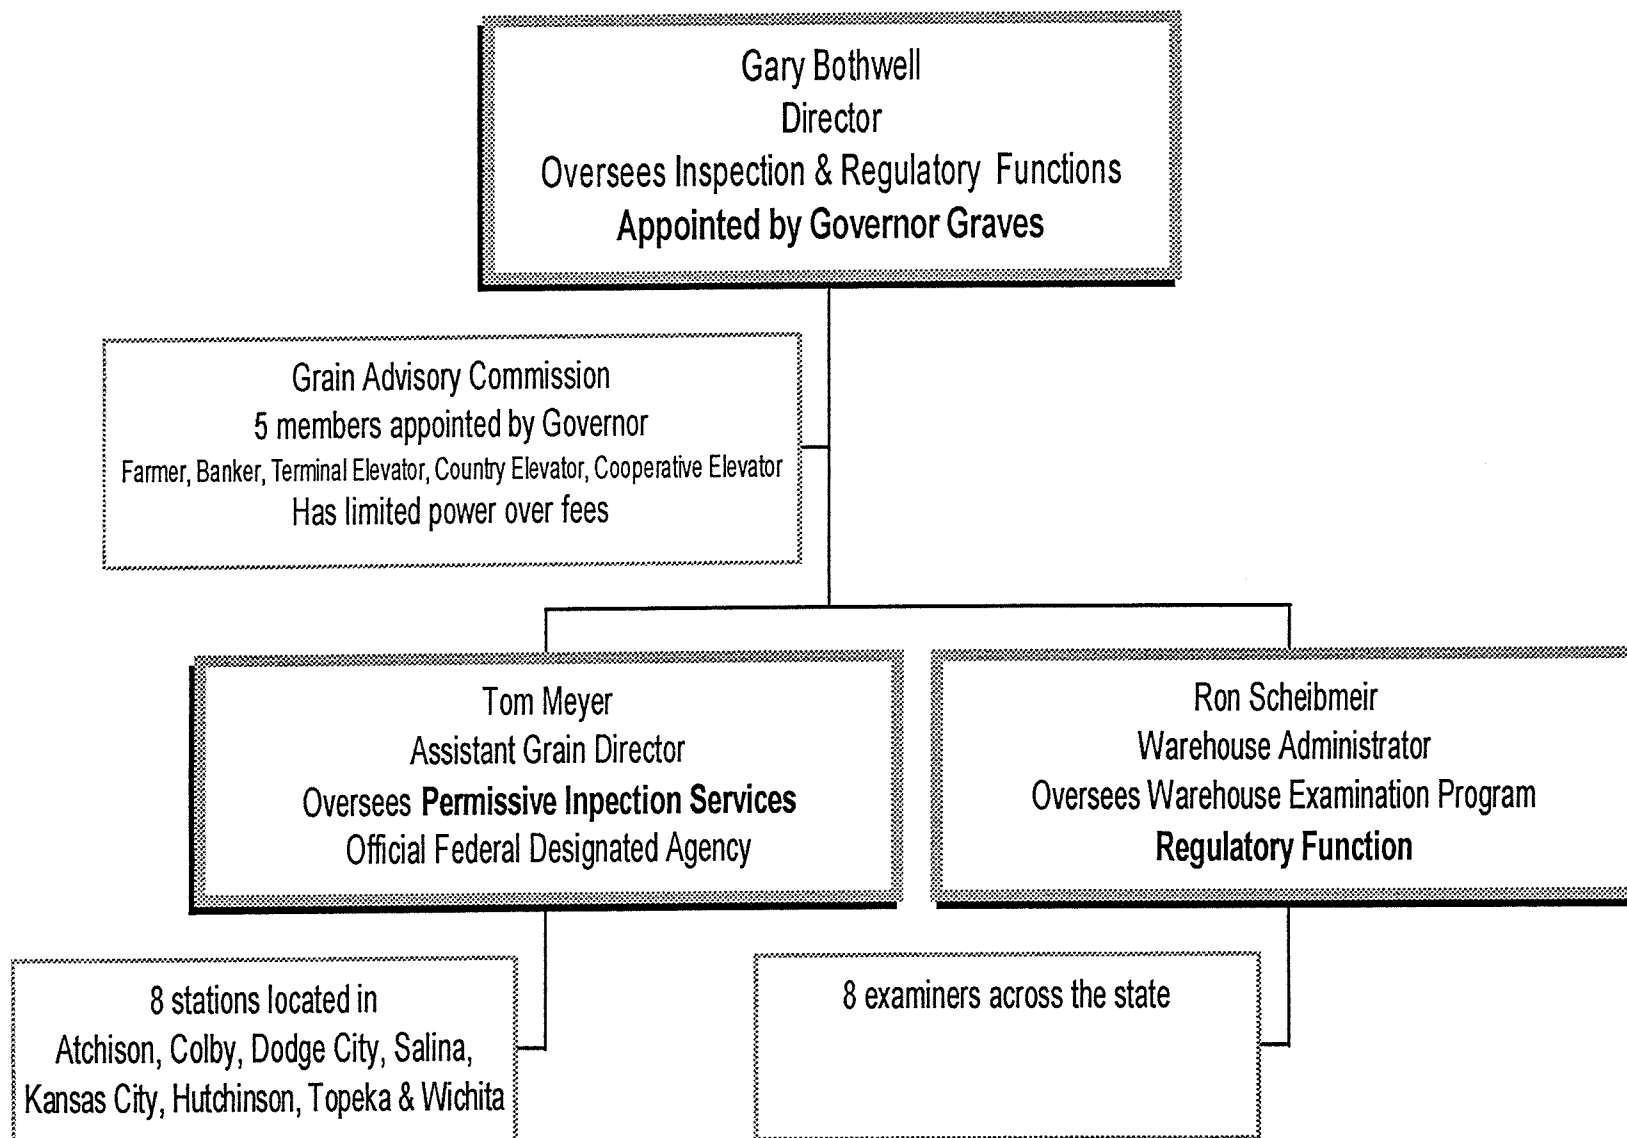 Gary Bothwell
Director
Oversees Inspection & Regulatory Functions
Appointed by Governor Graves
Grain Advisory Commission
5 members appointed by Governor
Farmer, Banker, Terminal Elevator, Country Elevator, Cooperative Elevator
Has limited power over fees
Tom Meyer
Assistant Grain Director
Oversees Permissive Inpection Services
Official Federal Designated Agency
Ron Scheibmeir
Warehouse Administrator
Oversees Warehouse Examination Program
Regulatory Function
8 stations located in
Atchison, Colby, Dodge City, Salina,
Kansas City, Hutchinson, Topeka & Wichita
8 examiners across the state